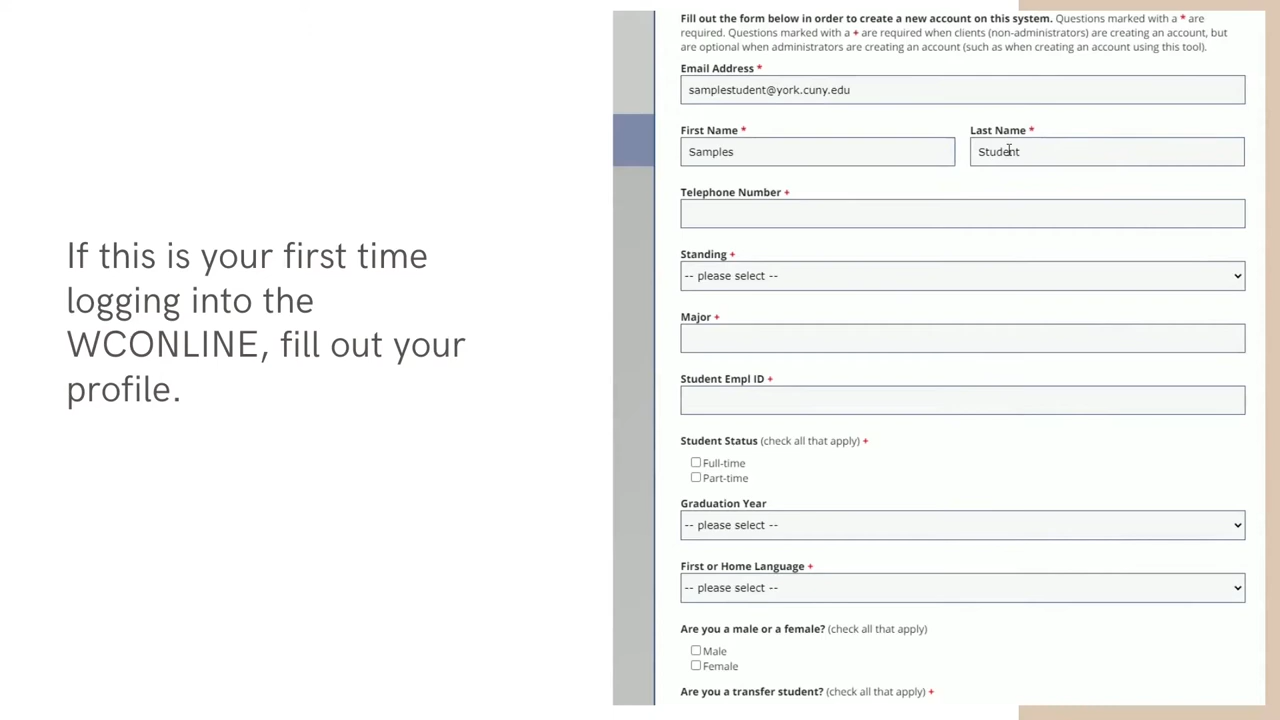 If this is your first time
logging into the
WCONLINE, fill out your
profile.
Fill out the form below in order to create a new account on this system. Questions marked with a * are
required. Questions marked with a + are required when clients (non-administrators) are creating an account, but
are optional when administrators are creating an account (such as when creating an account using this tool).
Email Address *
samplestudent@york.cuny.edu
First Name * Last Name *
Samples Student
Telephone Number +
Standing +
-- please select --
Major +
Student Empl ID +
Student Status (check all that apply) +
Full-time
Part-time
Graduation Year
-- please select --
First or Home Language +
-- please select --
Are you a male or a female? (check all that apply)
Male
Female
Are you a transfer student? (check all that apply) +